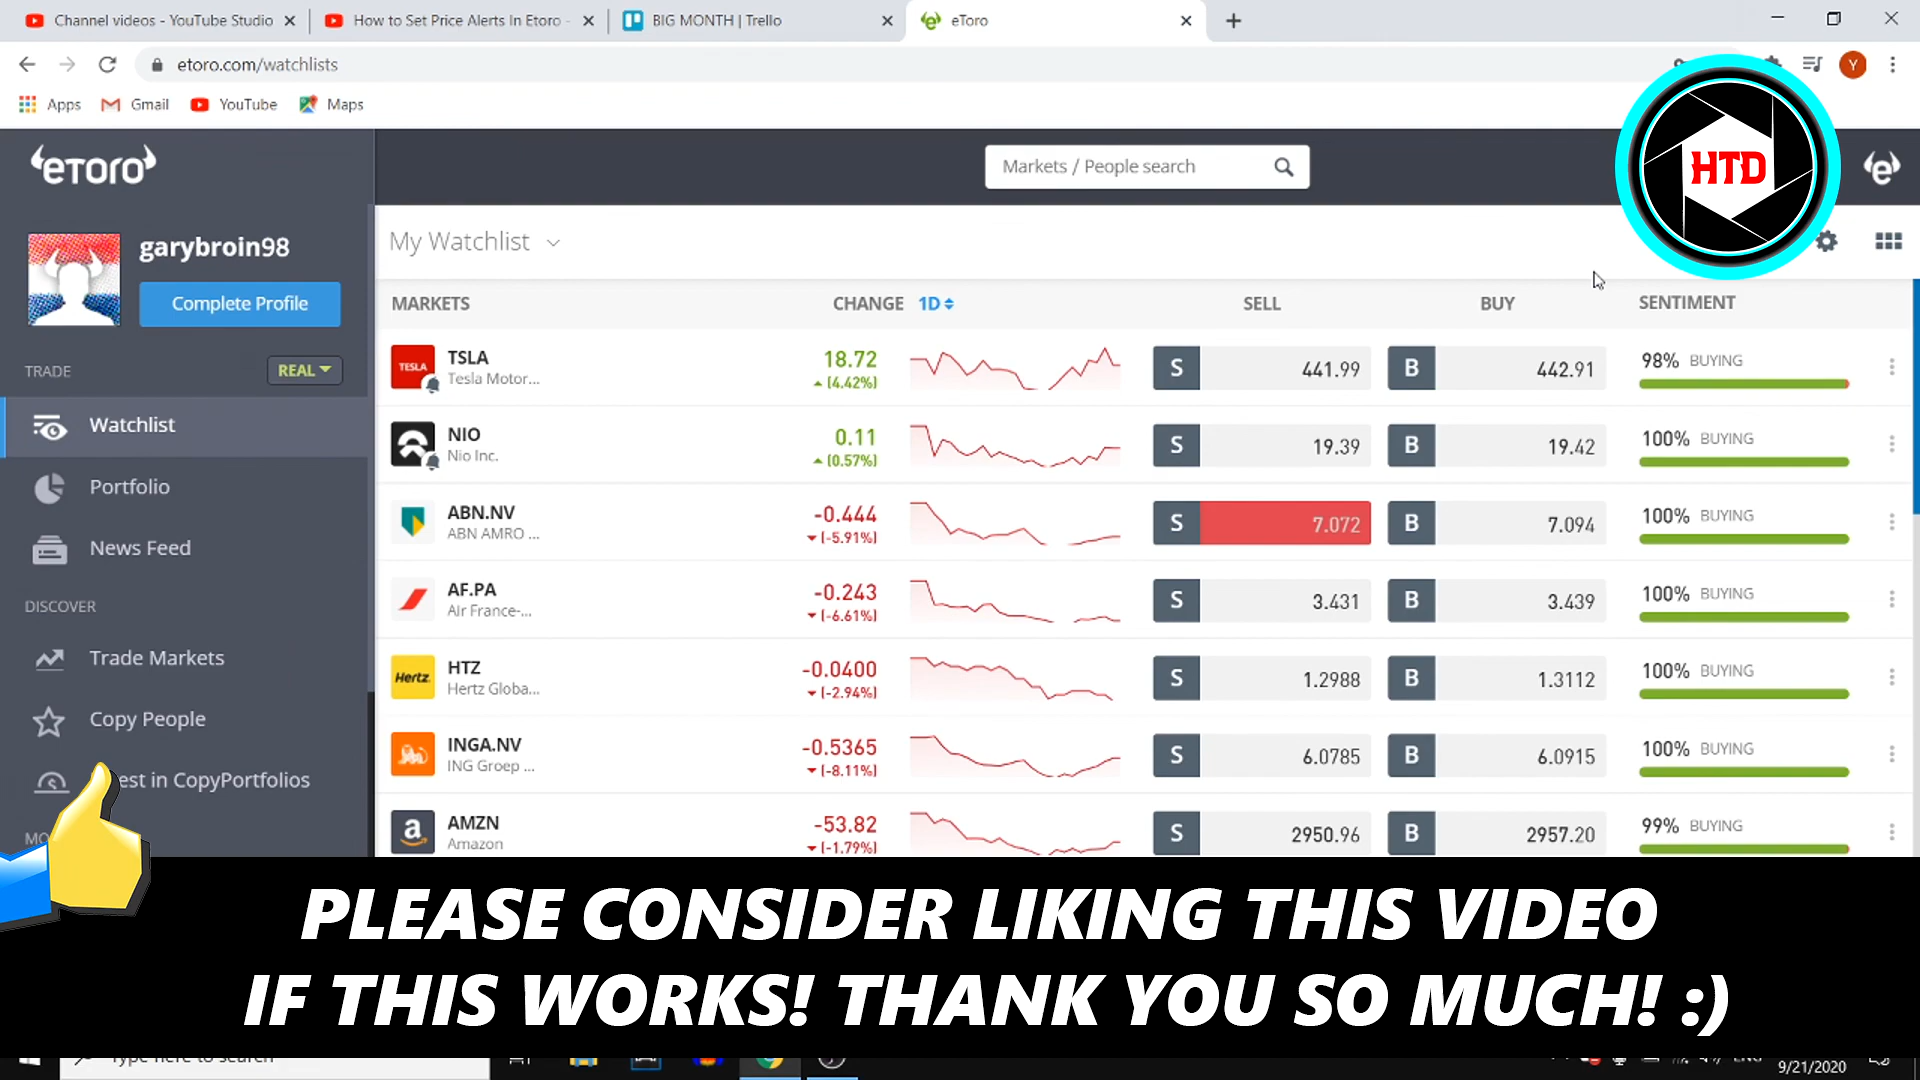 Channel videos - YouTube Studio
How to Set Price Alerts In Etoro -
BIG MONTH | Trello
eToro
etoro.com/watchlists
Y
Apps
Gmail
YouTube
Maps
eTORO
Markets / People search
HTD
garybroin98
Complete Profile
My Watchlist
TRADE
REAL
Watchlist
Portfolio
News Feed
DISCOVER
Trade Markets
Copy People
est in CopyPortfolios
MARKETS CHANGE 1D SELL BUY SENTIMENT
TESLA TSLA 18.72 S 441.99 B 442.91 98% BUYING
Tesla Motor... (4.42%)
NIO 0.11 S 19.39 B 19.42 100% BUYING
Nio Inc. (0.57%)
ABN.NV -0.444 S 7.072 B 7.094 100% BUYING
ABN AMRO ... (-5.91%)
AF.PA -0.243 S 3.431 B 3.439 100% BUYING
Air France-... (-6.61%)
Hertz. HTZ -0.0400 S 1.2988 B 1.3112 100% BUYING
Hertz Globa... (-2.94%)
INGA.NV -0.5365 S 6.0785 B 6.0915 100% BUYING
ING Groep ... (-8.11%)
a AMZN -53.82 S 2950.96 B 2957.20 99% BUYING
Amazon (-1.79%)
PLEASE CONSIDER LIKING THIS VIDEO
IF THIS WORKS! THANK YOU SO MUCH! :)
Type here to search
ENG
9/21/2020